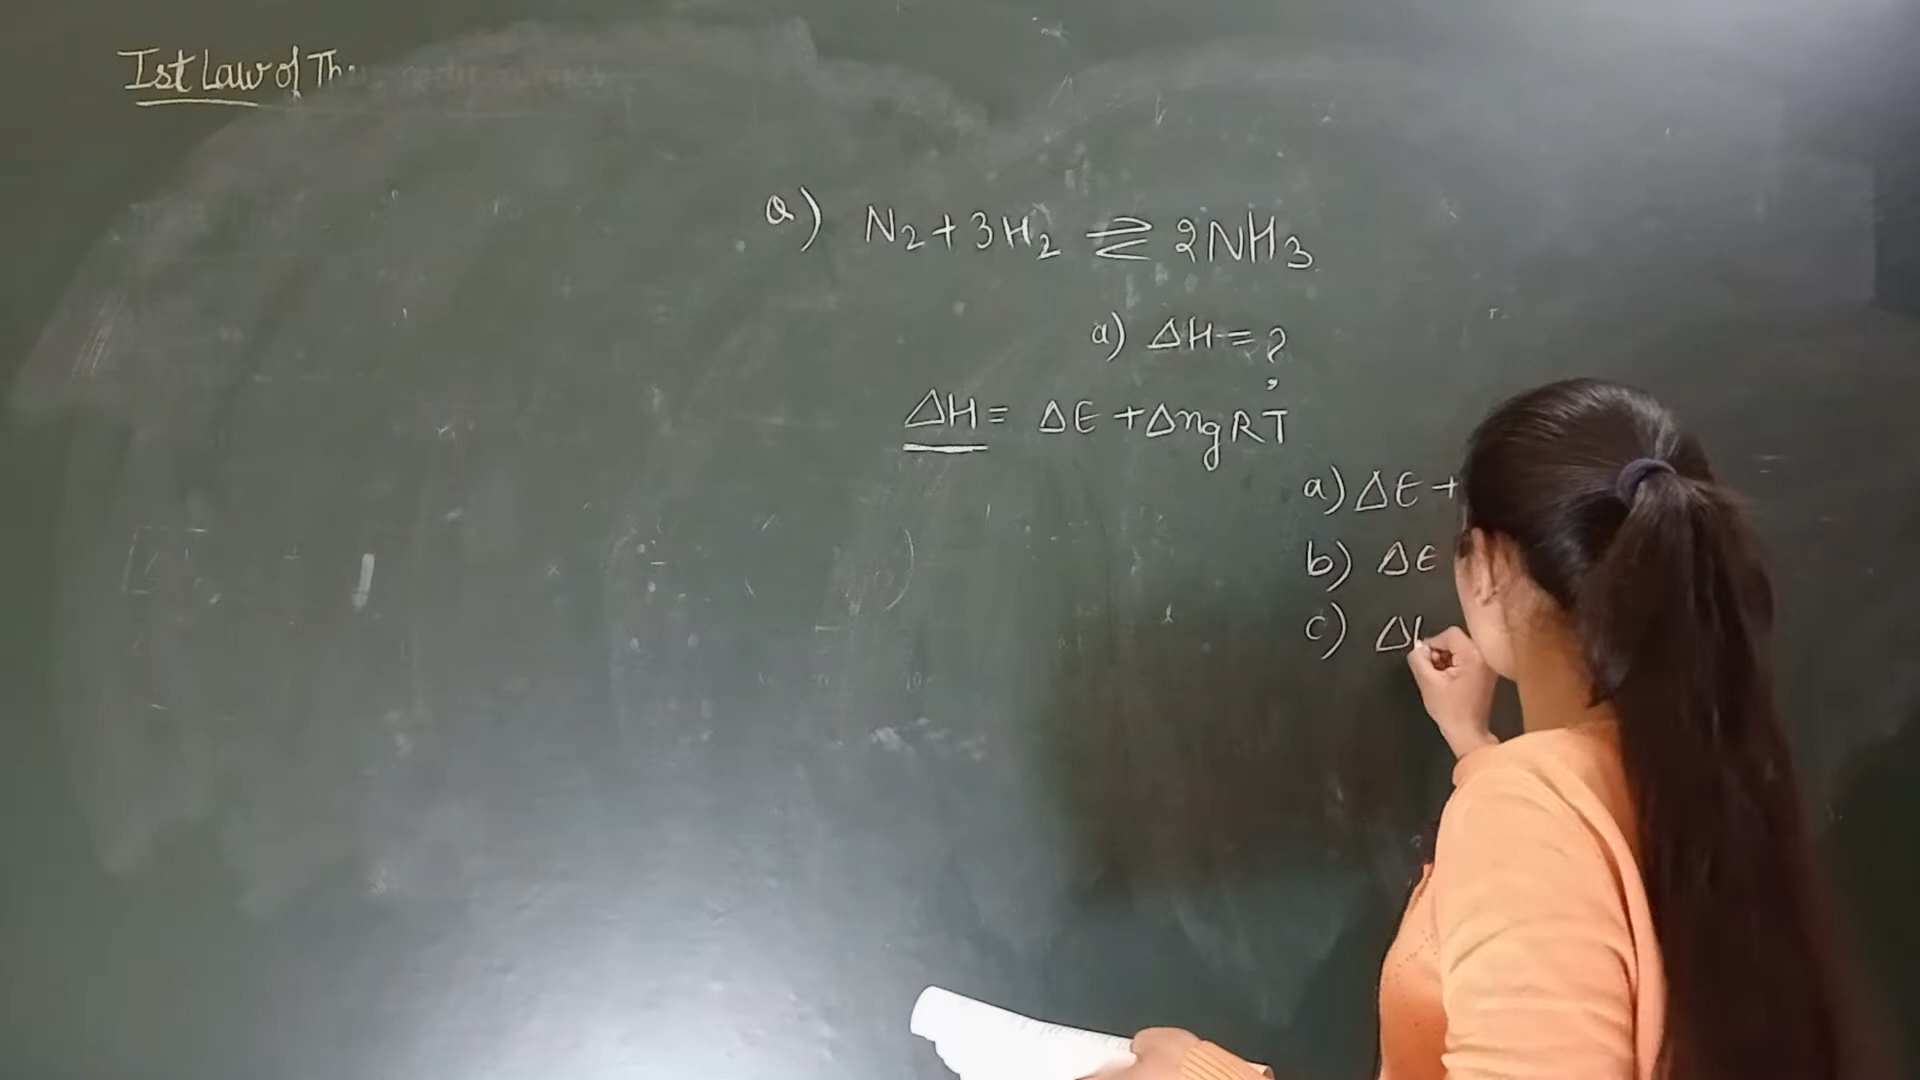 Ist Law of Th
Q) N2 + 3H2 ⇌ 2NH3
a) ΔH = ?
ΔH = ΔE + ΔngRT
a) ΔE +
b) ΔE
c) Δ